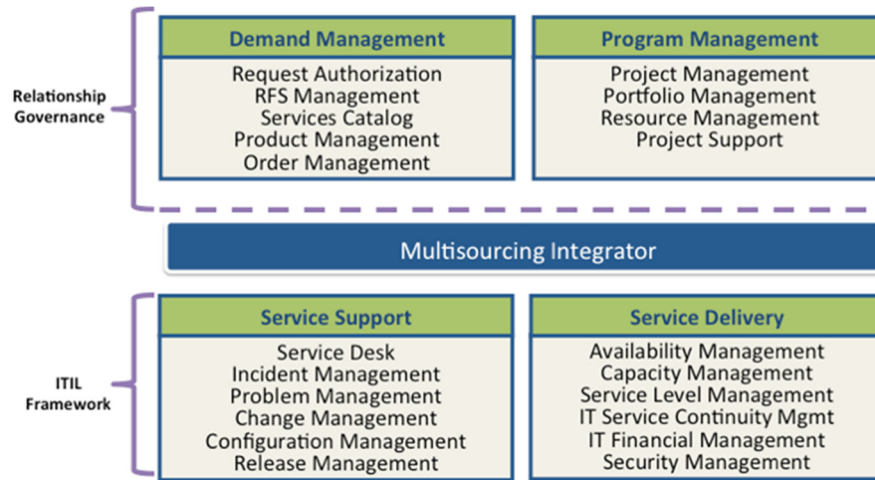 Relationship
Governance
Demand Management
Request Authorization
RFS Management
Services Catalog
Product Management
Order Management
Program Management
Project Management
Portfolio Management
Resource Management
Project Support
Multisourcing Integrator
ITIL
Framework
Service Support
Service Desk
Incident Management
Problem Management
Change Management
Configuration Management
Release Management
Service Delivery
Availability Management
Capacity Management
Service Level Management
IT Service Continuity Mgmt
IT Financial Management
Security Management